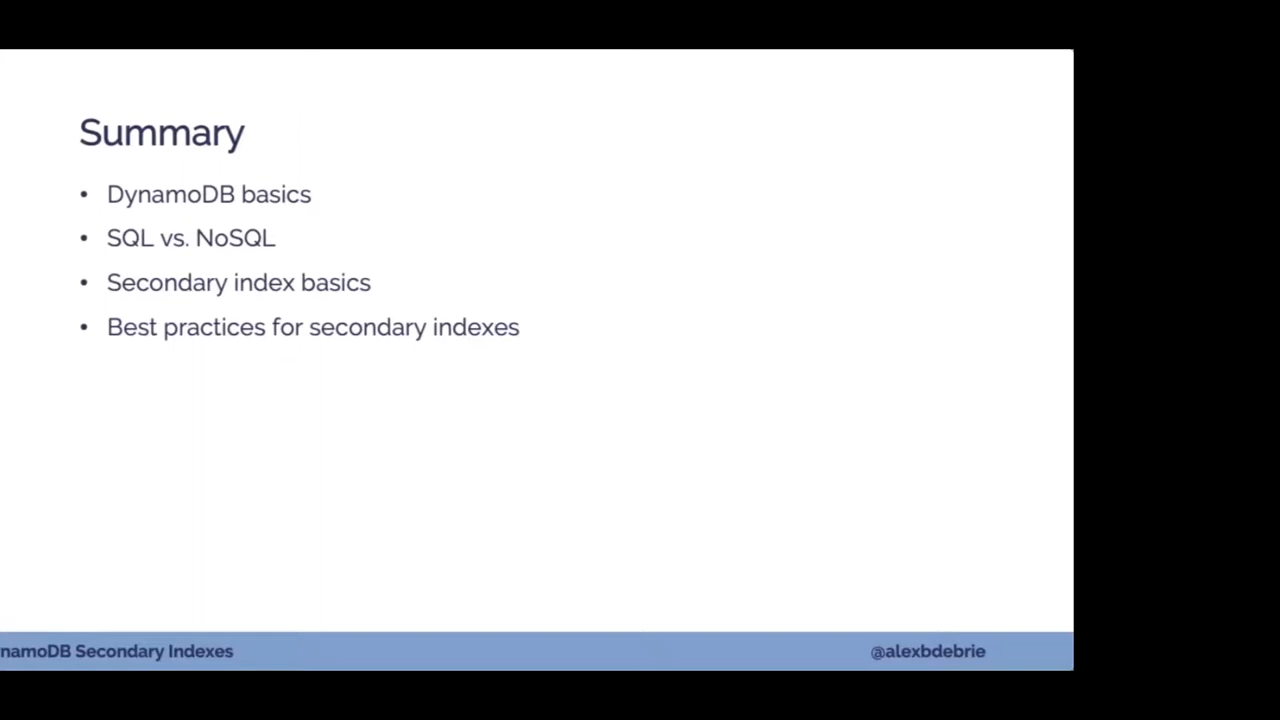 Summary
• DynamoDB basics
• SQL vs. NoSQL
• Secondary index basics
• Best practices for secondary indexes
namoDB Secondary Indexes
@alexbdebrie